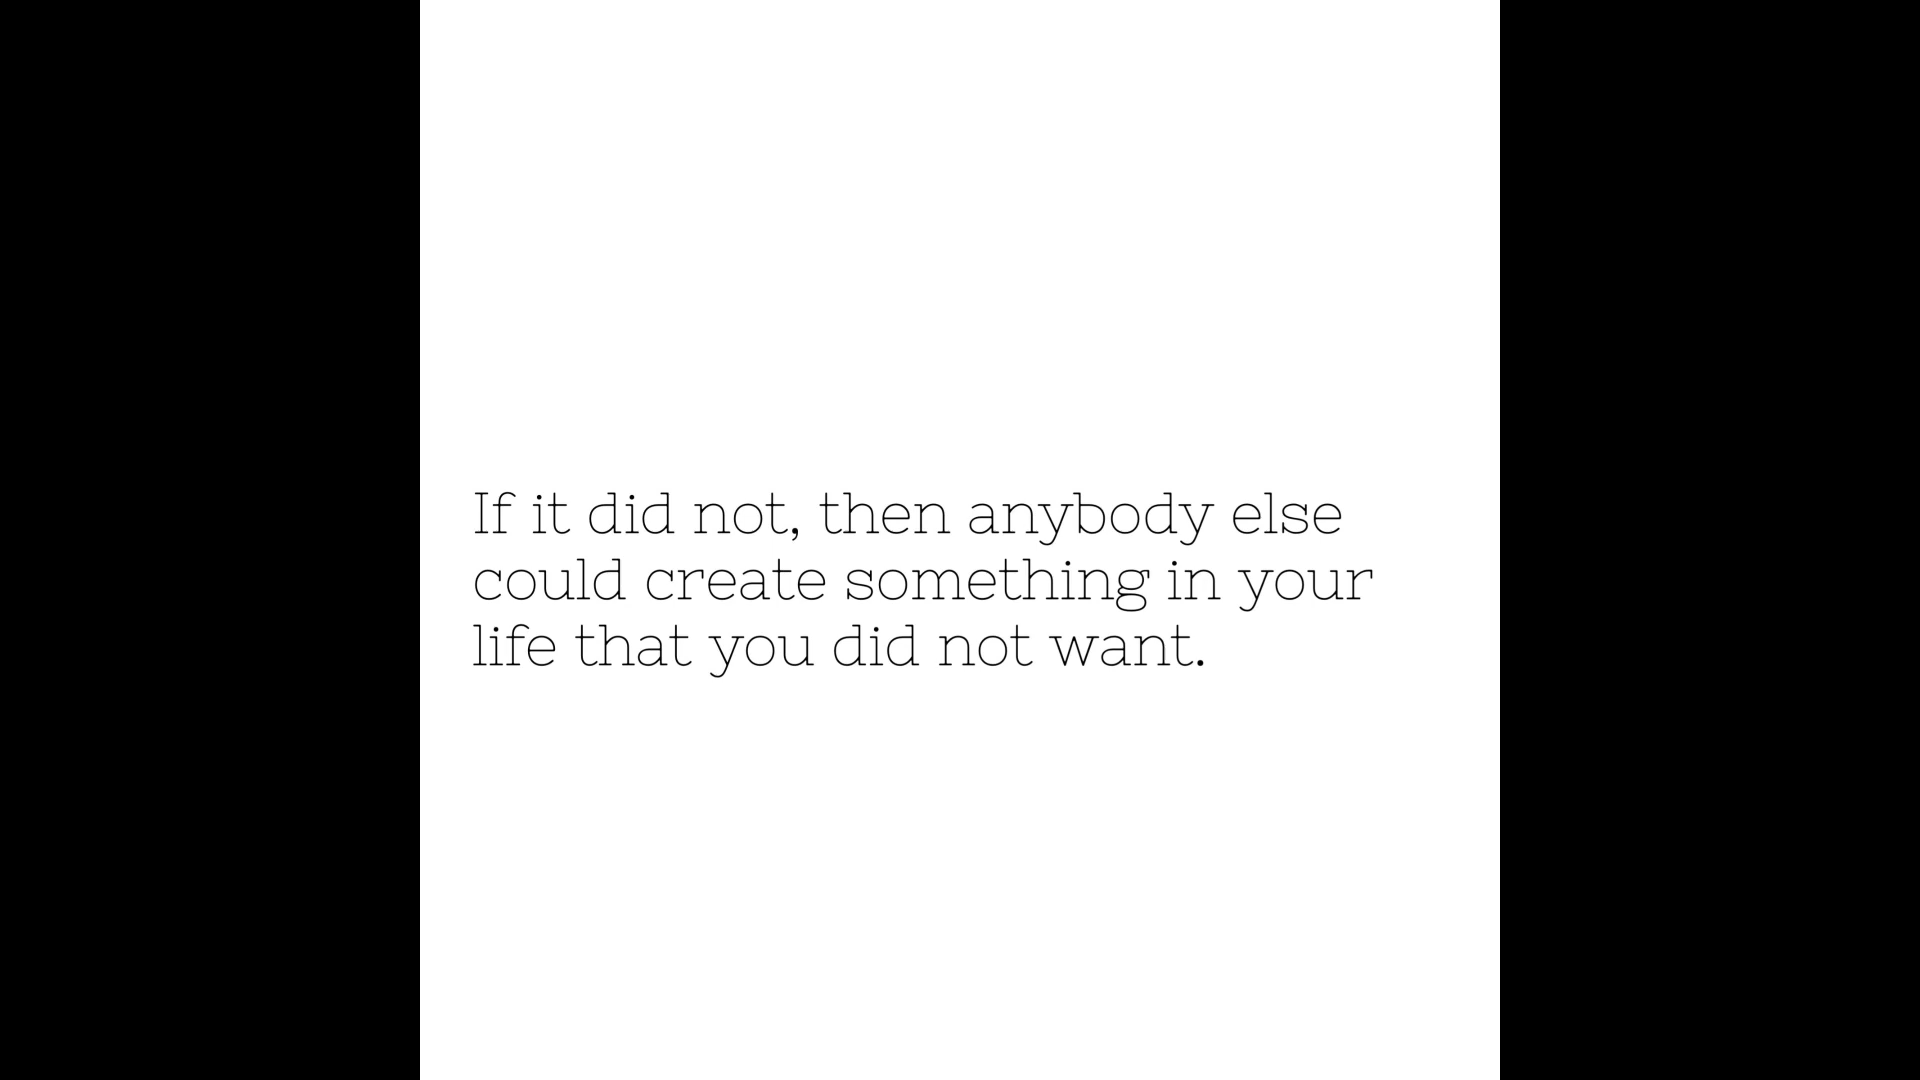 If it did not, then anybody else
could create something in your
life that you did not want.